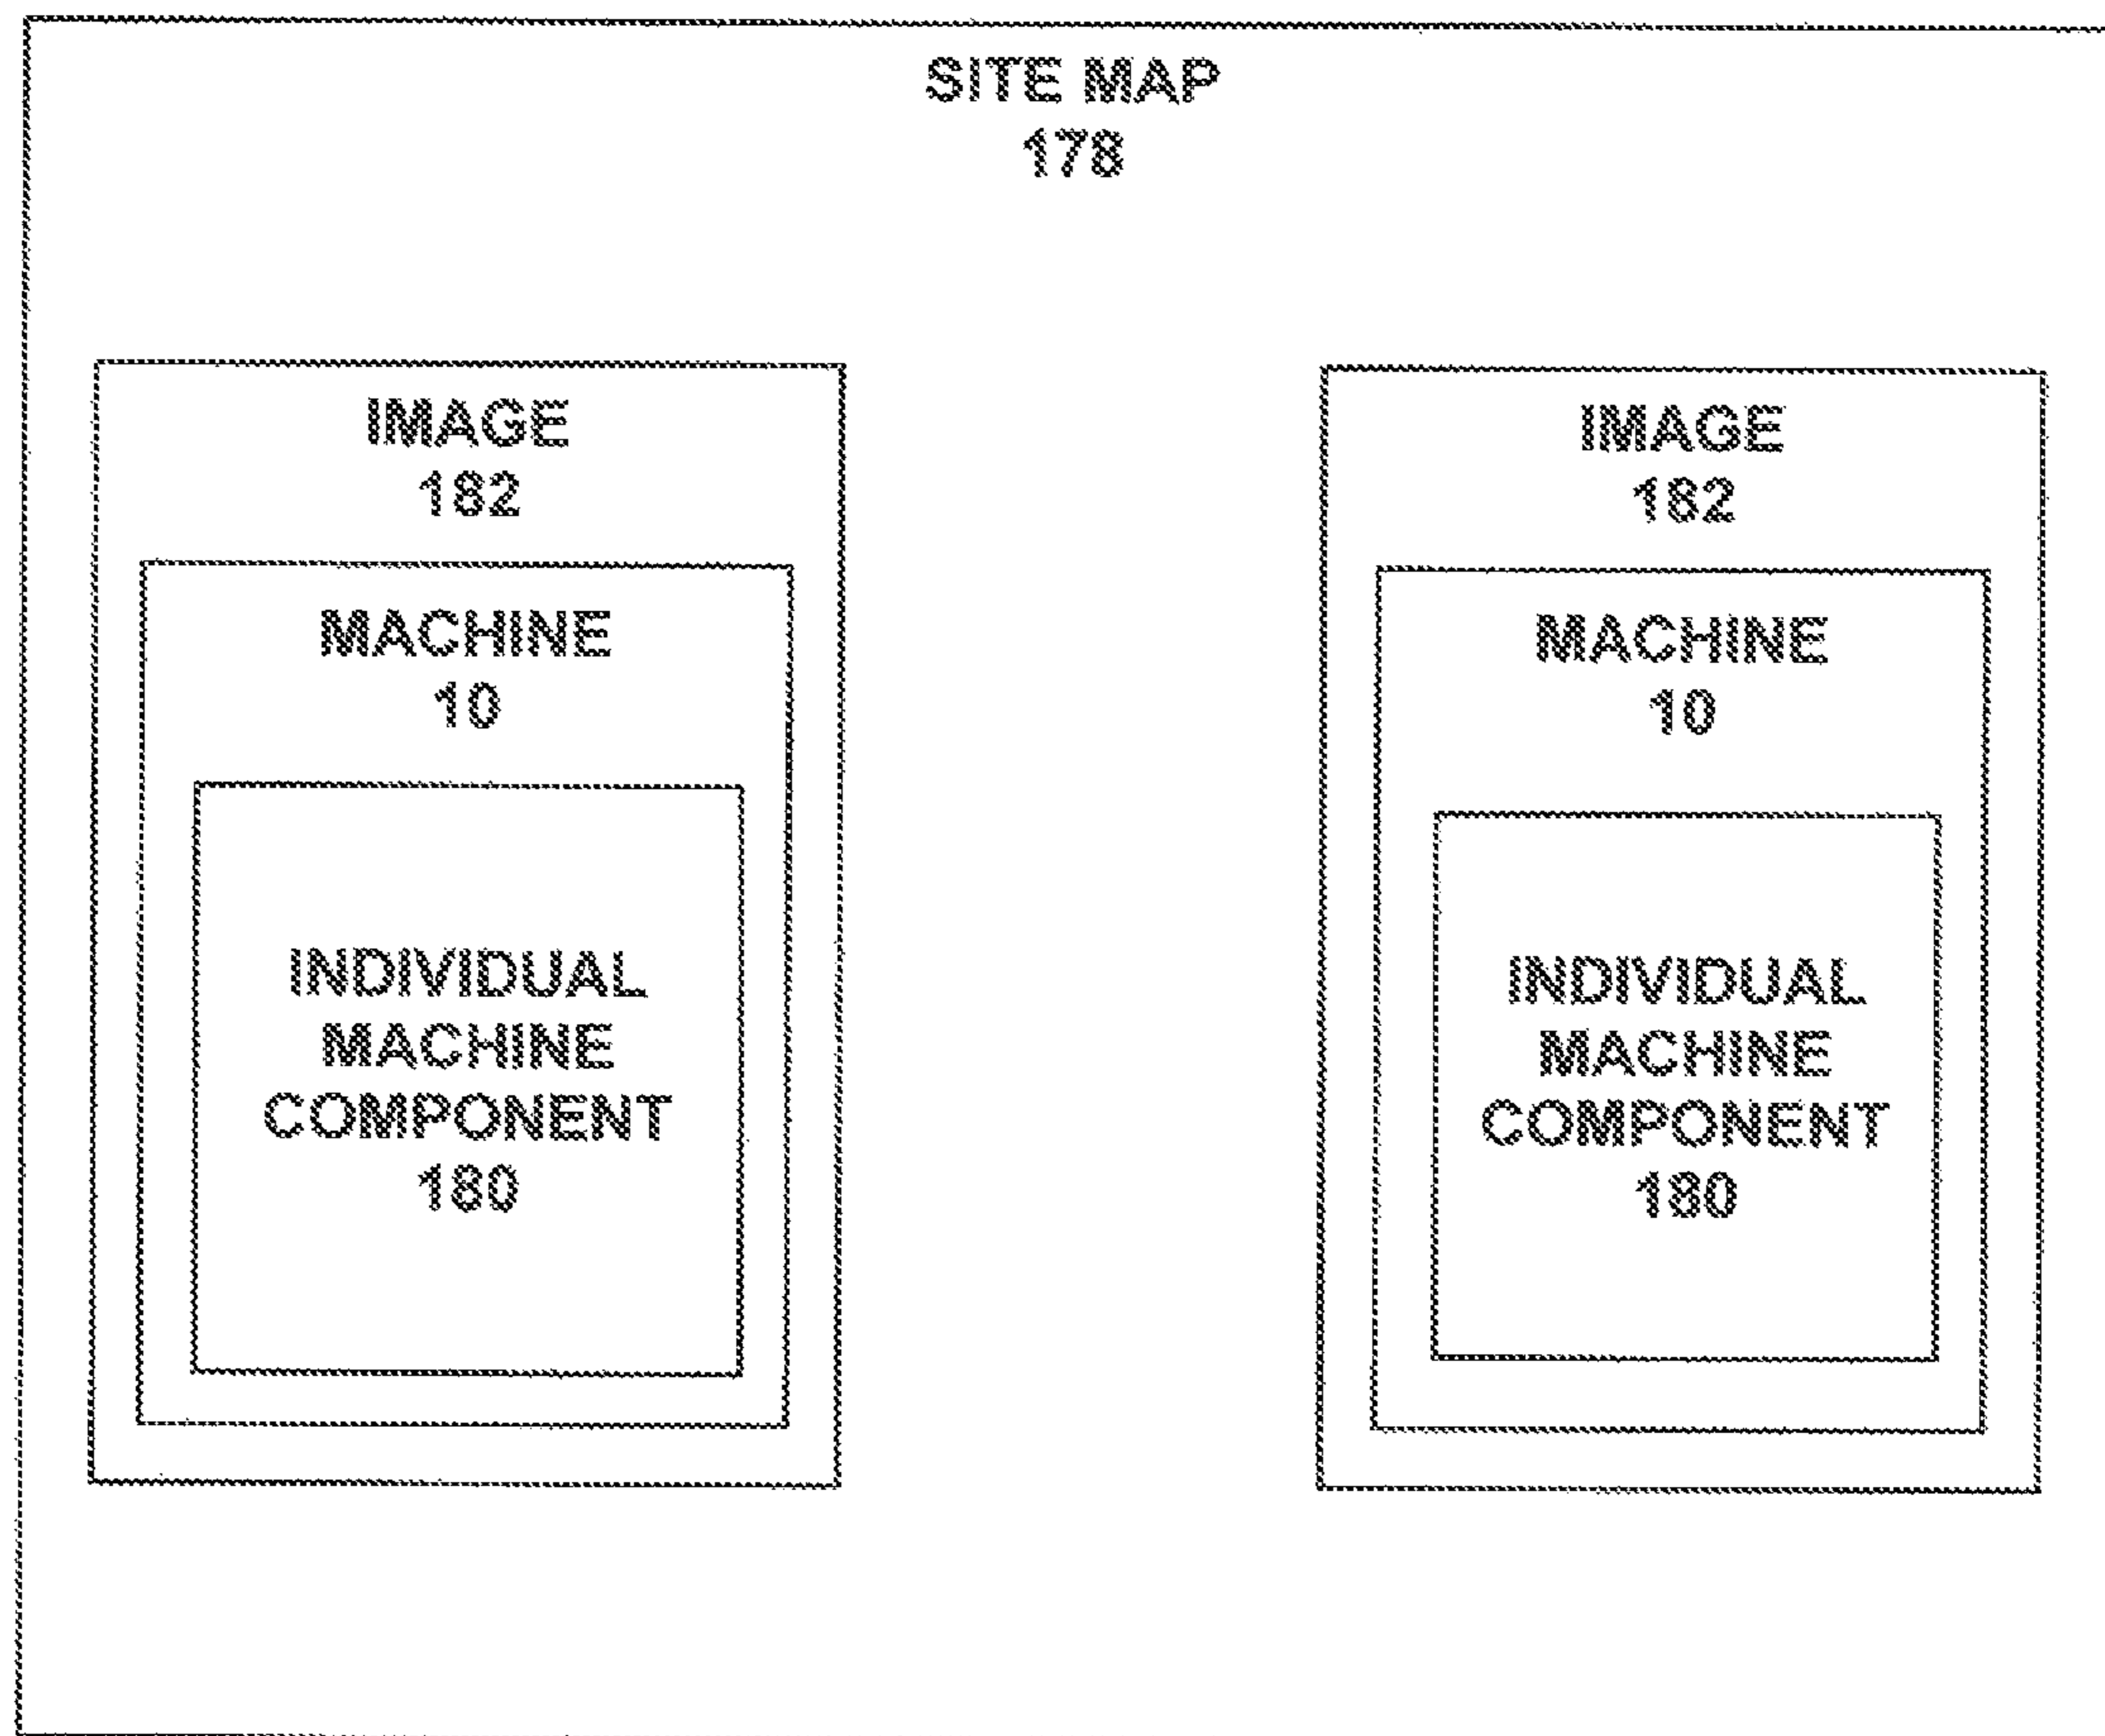 SITE MAP
178
IMAGE
182
MACHINE
10
INDIVIDUAL
MACHINE
COMPONENT
180
IMAGE
182
MACHINE
10
INDIVIDUAL
MACHINE
COMPONENT
180